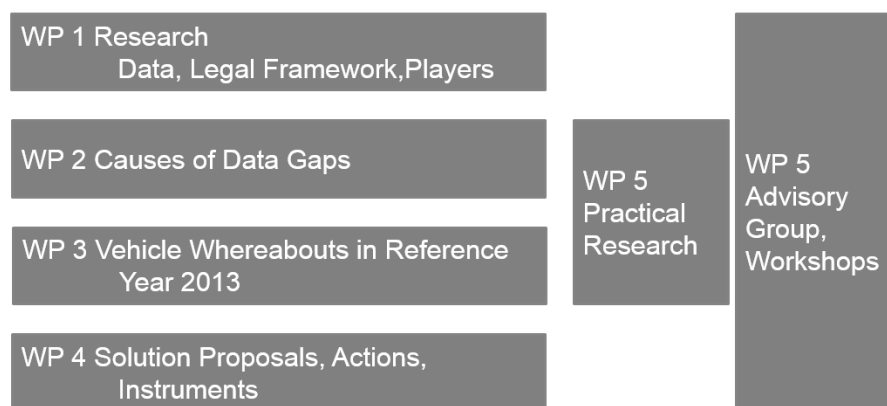 WP 1 Research
Data, Legal Framework,Players
WP 2 Causes of Data Gaps
WP 3 Vehicle Whereabouts in Reference
Year 2013
WP 4 Solution Proposals, Actions,
Instruments
WP 5
Practical
Research
WP 5
Advisory
Group,
Workshops